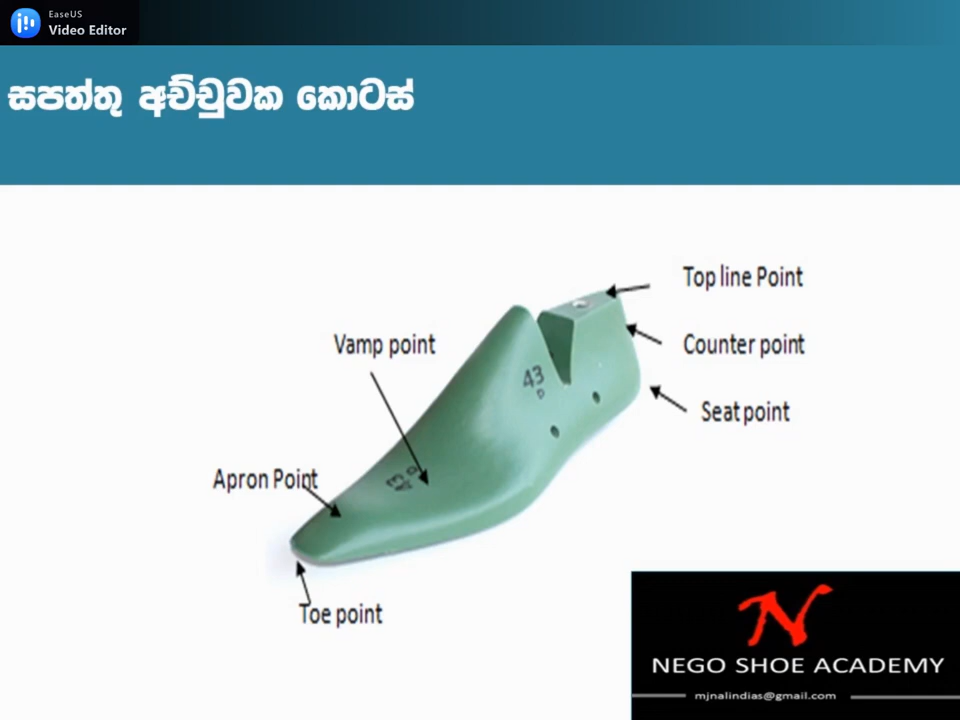 EaseUS
Video Editor
සපත්තු අච්චුවක කොටස්
Top line Point
Vamp point
Counter point
Seat point
43
D
Apron Point
43 D
Toe point
N
NEGO SHOE ACADEMY
mjnalindias@gmail.com